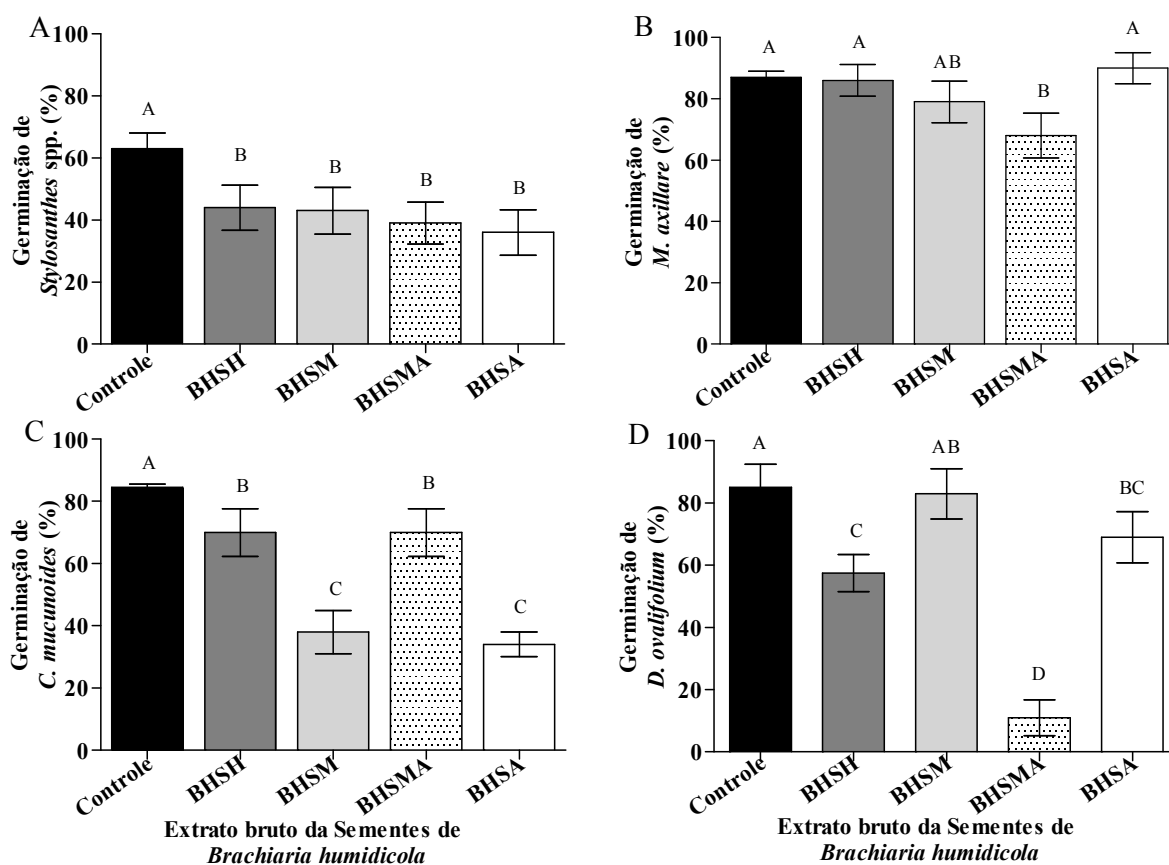 A
Germinação de
Stylosanthes spp. (%)
100
80
60
40
20
0
A
B
B
B
B
Controle
BHSH
BHSM
BHSMA
BHSA
B
Germinação de
M. axillare (%)
100
80
60
40
20
0
A
A
AB
B
A
Controle
BHSH
BHSM
BHSMA
BHSA
C
Germinação de
C. mucunoides (%)
100
80
60
40
20
0
A
B
C
B
C
Controle
BHSH
BHSM
BHSMA
BHSA
Extrato bruto da Sementes de
Brachiaria humidicola
D
Germinação de
D. ovalifolium (%)
100
80
60
40
20
0
A
C
AB
D
BC
Controle
BHSH
BHSM
BHSMA
BHSA
Extrato bruto da Sementes de
Brachiaria humidicola